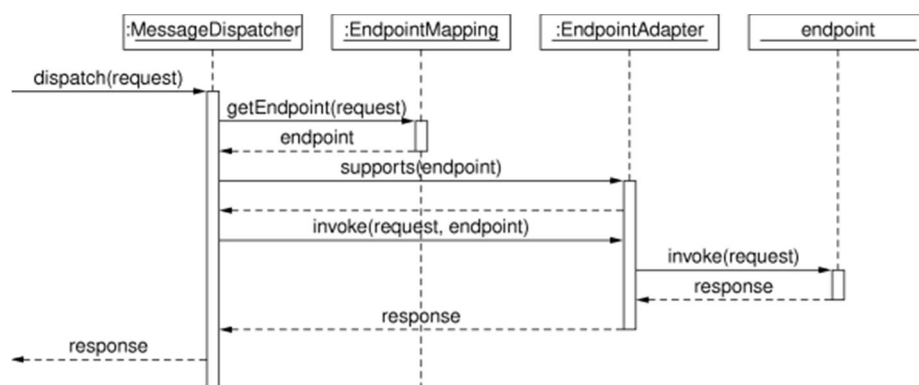 :MessageDispatcher
:EndpointMapping
:EndpointAdapter
endpoint
dispatch(request)
getEndpoint(request)
endpoint
supports(endpoint)
invoke(request, endpoint)
invoke(request)
response
response
response